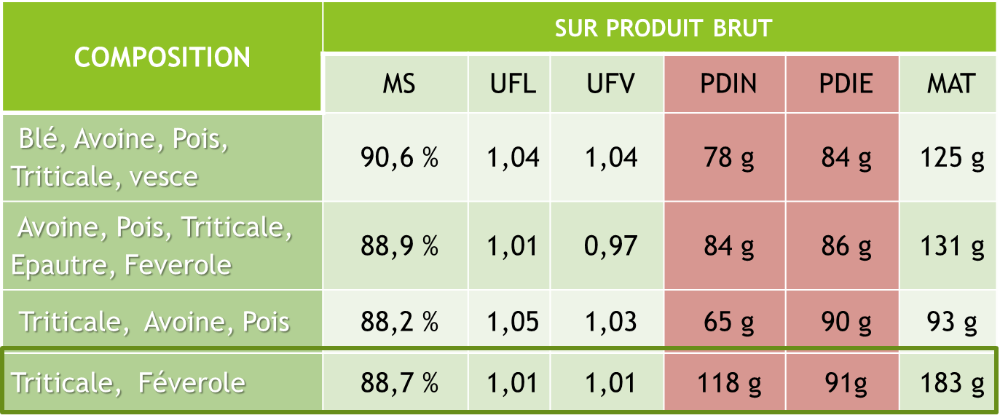 COMPOSITION
SUR PRODUIT BRUT
MS UFL UFV PDIN PDIE MAT
Blé, Avoine, Pois,
Triticale, vesce
90,6 % 1,04 1,04 78 g 84 g 125 g
Avoine, Pois, Triticale,
Epautre, Feverole
88,9 % 1,01 0,97 84 g 86 g 131 g
Triticale, Avoine, Pois 88,2 % 1,05 1,03 65 g 90 g 93 g
Triticale, Féverole 88,7 % 1,01 1,01 118 g 91g 183 g